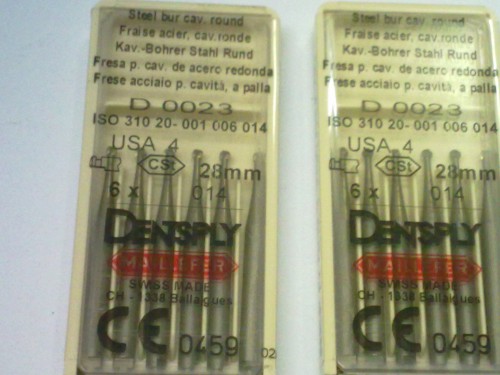 Steel bur cav. round
Fraise acier, cav.ronde
Kav.-Bohrer Stahl Rund
Fresa p. cav. de acero redonda
Frese acciaio p. cavità, a palla
D 0023
ISO 310 20- 001 006 014
USA 4
CSt
28mm
6 x 014
DENTSPLY
MAILLEFER
SWISS MADE
CH - 1338 Ballaigues
CE 0459
02
Steel bur cav. round
Fraise acier, cav.ronde
Kav.-Bohrer Stahl Rund
Fresa p. cav. de acero redonda
Frese acciaio p. cavità, a palla
D 0023
ISO 310 20- 001 006 014
USA 4
CSt
28mm
6 x 014
DENTSPLY
MAILLEFER
SWISS MADE
CH - 1338 Ballaigues
CE 0459